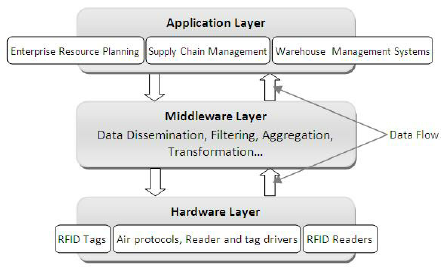 Application Layer
Enterprise Resource Planning
Supply Chain Management
Warehouse Management Systems
Middleware Layer
Data Dissemination, Filtering, Aggregation,
Transformation...
Data Flow
Hardware Layer
RFID Tags
Air protocols, Reader and tag drivers
RFID Readers